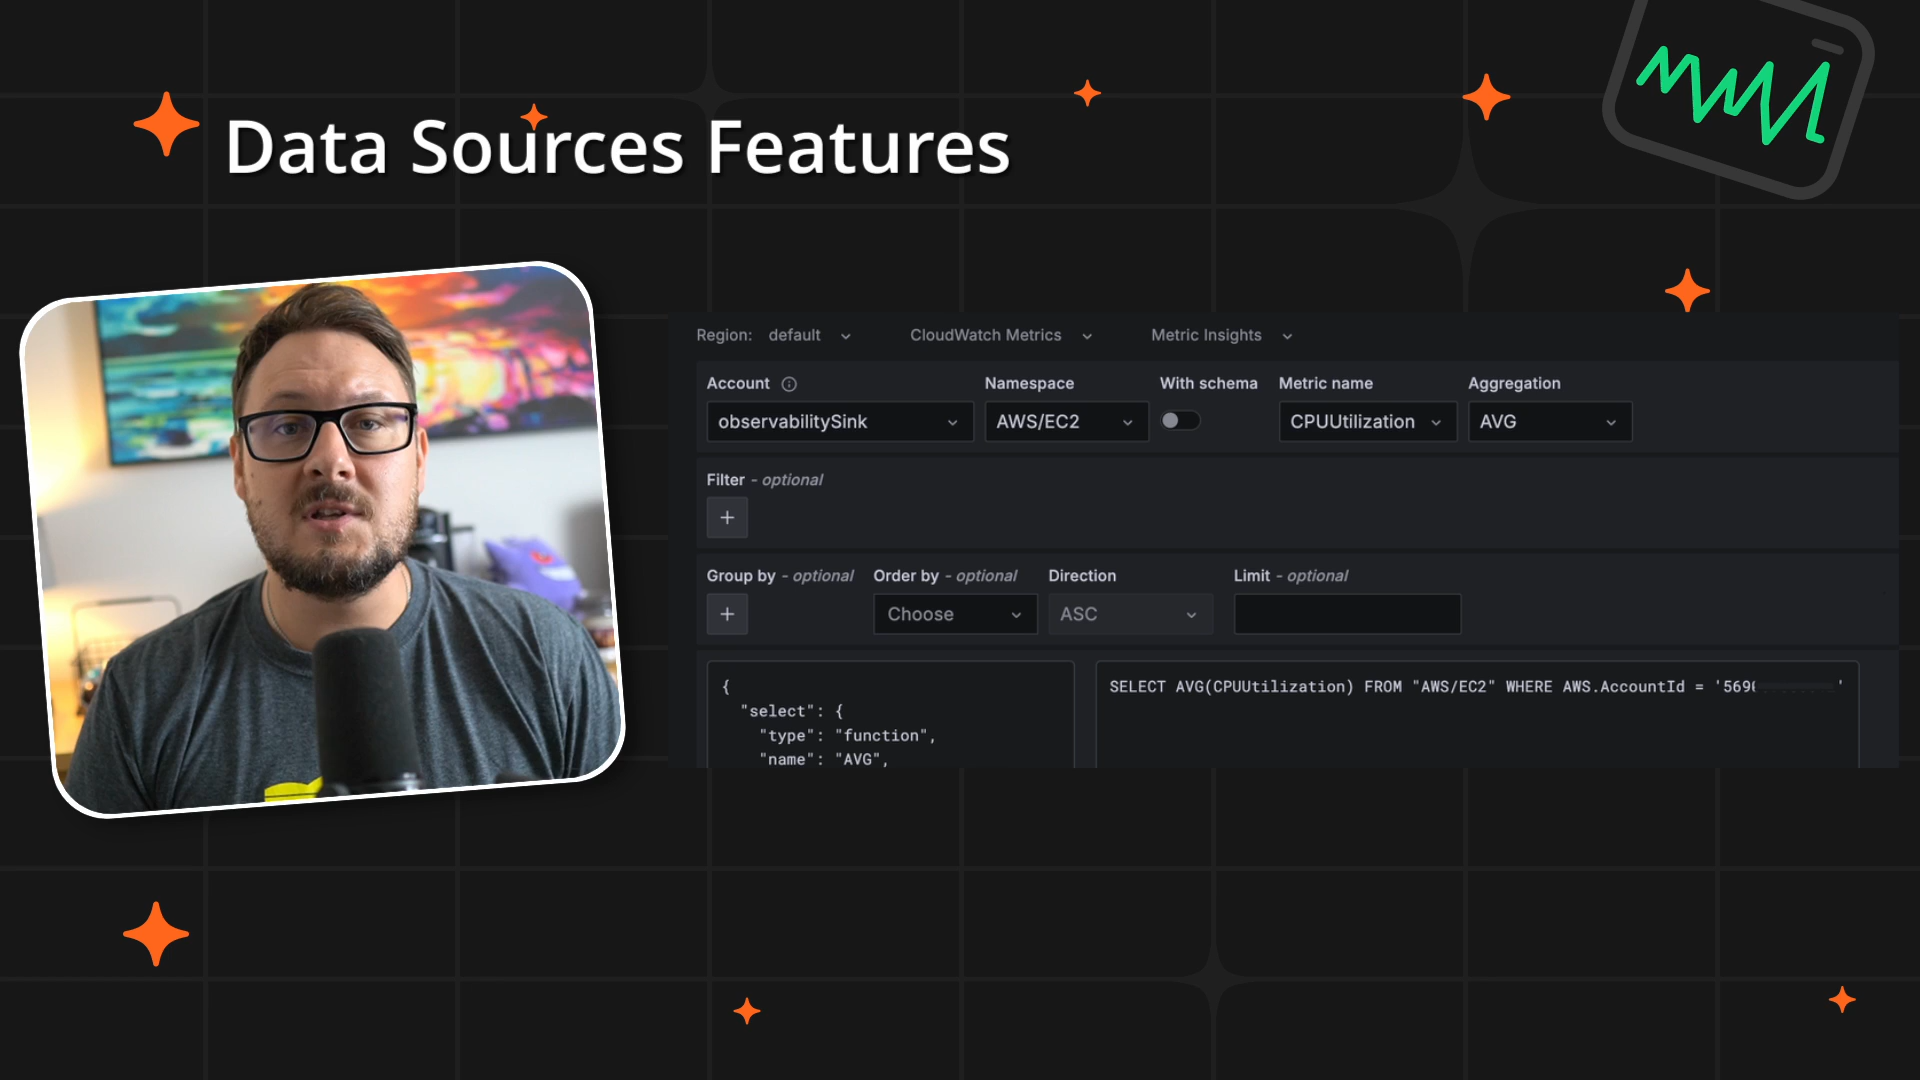 Data Sources Features
Region: default CloudWatch Metrics Metric Insights
Account Namespace With schema Metric name Aggregation
observabilitySink AWS/EC2 CPUUtilization AVG
Filter - optional
+
Group by - optional Order by - optional Direction Limit - optional
+ Choose ASC
{
"select": {
"type": "function",
"name": "AVG",
SELECT AVG(CPUUtilization) FROM "AWS/EC2" WHERE AWS.AccountId = '569 '